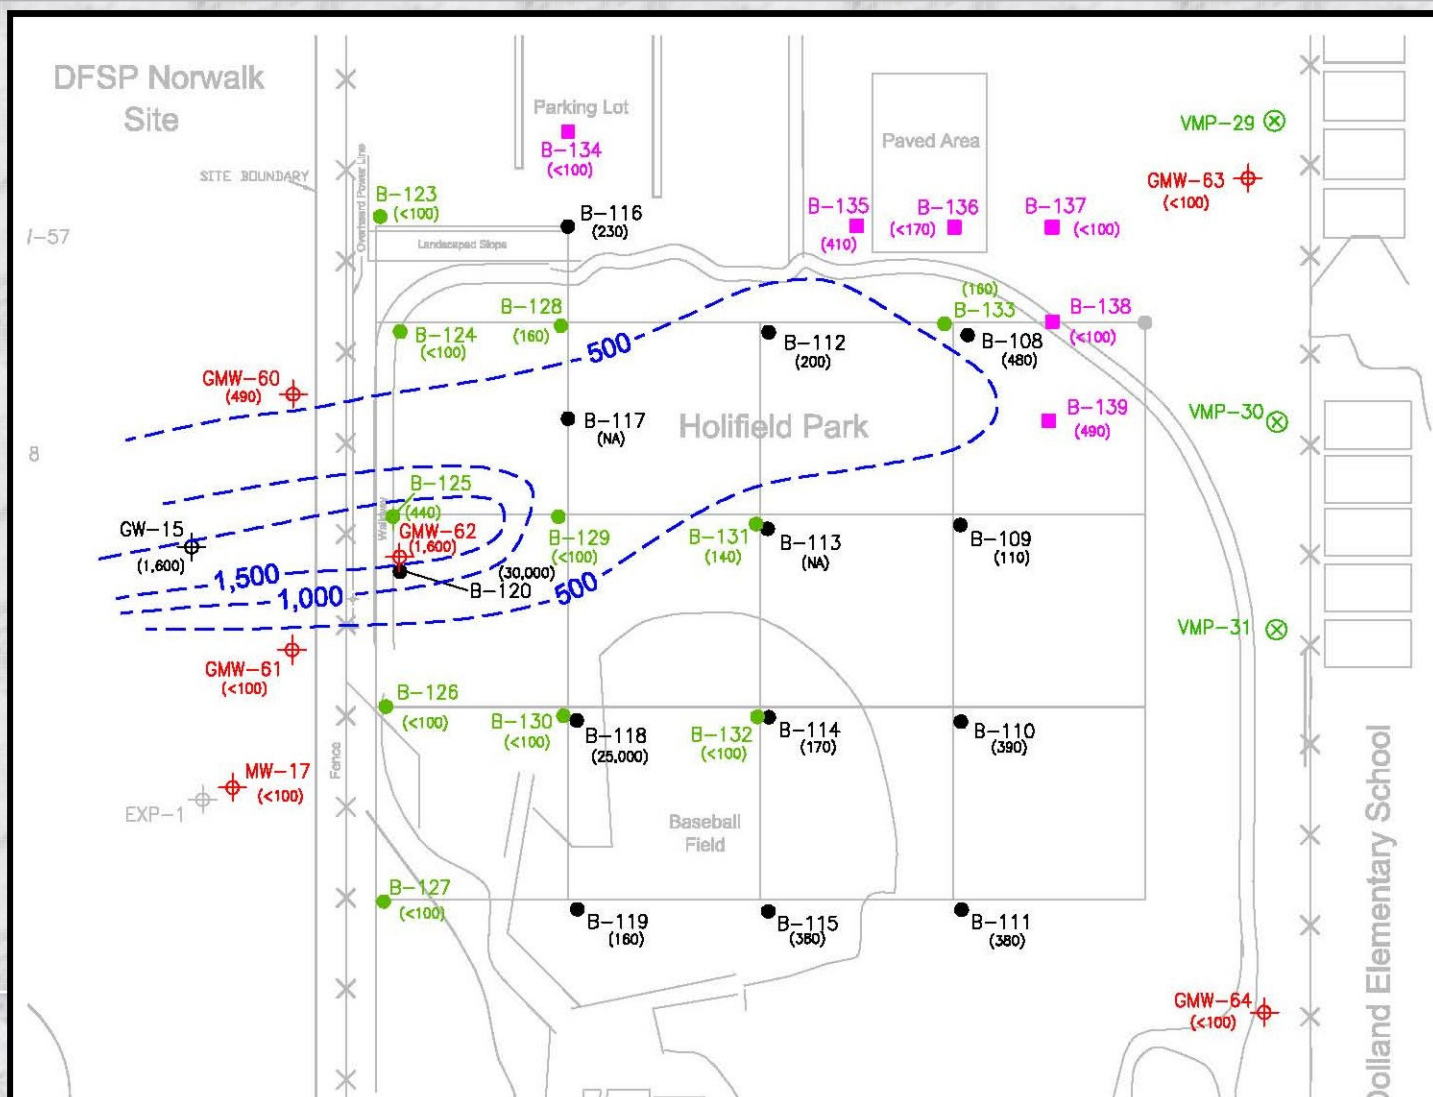 DFSP Norwalk
Site
SITE BOUNDARY
Overhead Power Line
Parking Lot
B-134
(<100)
Paved Area
VMP-29
GMW-63
(<100)
B-123
(<100)
B-116
(230)
B-135
(410)
B-136
(<170)
B-137
(<100)
Landscaped Slope
-57
B-128
(160)
B-124
(<100)
500
B-112
(200)
(160)
B-133
B-108
(480)
B-138
(<100)
GMW-60
(490)
B-117
(NA)
Holifield Park
B-139
(490)
VMP-30
8
B-125
(440)
Walkway
GMW-62
(1,600)
GW-15
(1,600)
B-129
(<100)
B-131
(140)
B-113
(NA)
B-109
(110)
1,500
1,000
(30,000)
B-120
500
VMP-31
GMW-61
(<100)
B-126
(<100)
B-130
(<100)
B-118
(25,000)
B-132
(<100)
B-114
(170)
B-110
(390)
Fence
MW-17
(<100)
EXP-1
Baseball
Field
B-127
(<100)
B-119
(160)
B-115
(380)
B-111
(380)
GMW-64
(<100)
Dolland Elementary School